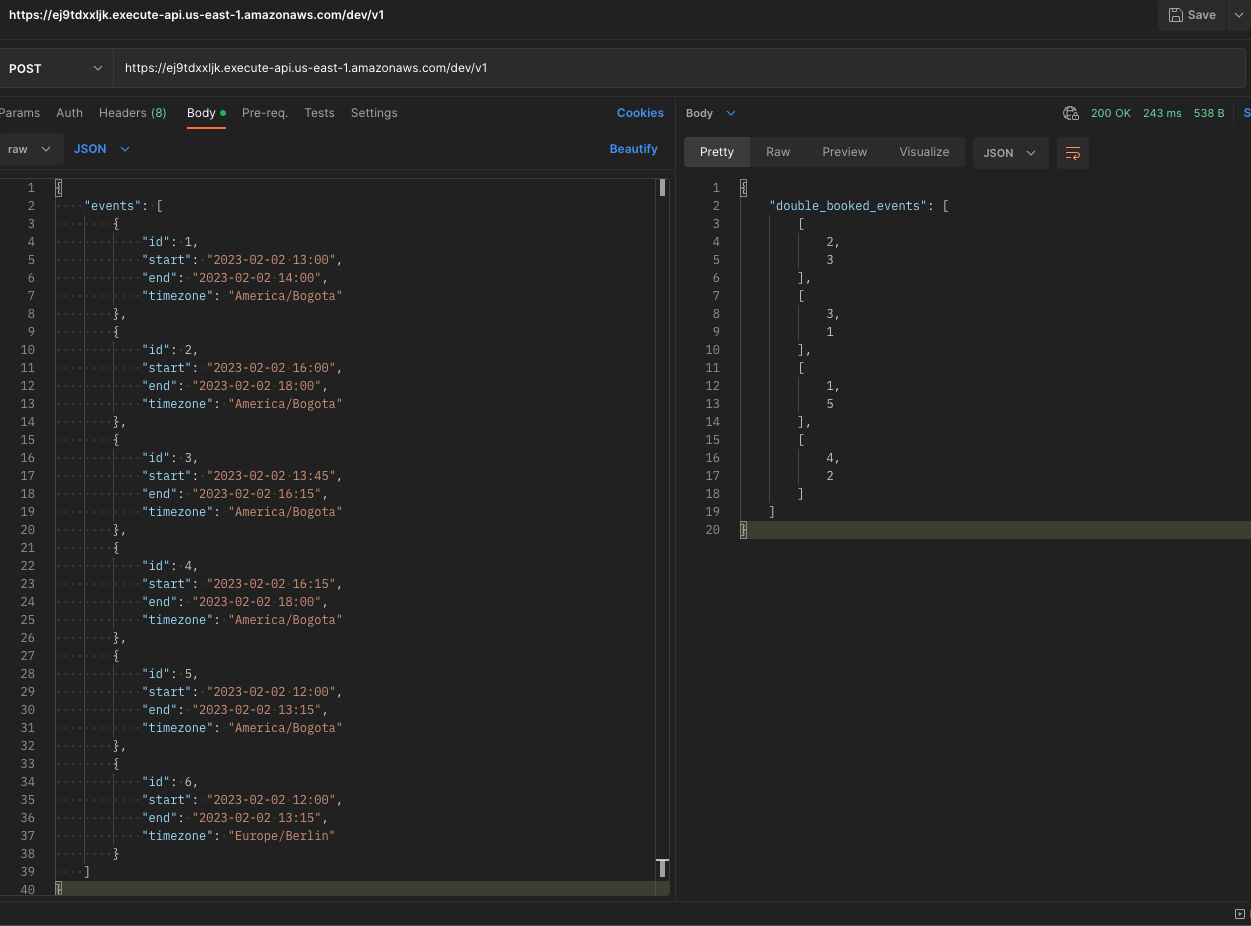 https://ej9tdxxljk.execute-api.us-east-1.amazonaws.com/dev/v1
Save
POST
https://ej9tdxxljk.execute-api.us-east-1.amazonaws.com/dev/v1
Params Auth Headers (8) Body Pre-req. Tests Settings Cookies
raw JSON Beautify
1 {
2 "events": [
3 {
4 "id": 1,
5 "start": "2023-02-02 13:00",
6 "end": "2023-02-02 14:00",
7 "timezone": "America/Bogota"
8 },
9 {
10 "id": 2,
11 "start": "2023-02-02 16:00",
12 "end": "2023-02-02 18:00",
13 "timezone": "America/Bogota"
14 },
15 {
16 "id": 3,
17 "start": "2023-02-02 13:45",
18 "end": "2023-02-02 16:15",
19 "timezone": "America/Bogota"
20 },
21 {
22 "id": 4,
23 "start": "2023-02-02 16:15",
24 "end": "2023-02-02 18:00",
25 "timezone": "America/Bogota"
26 },
27 {
28 "id": 5,
29 "start": "2023-02-02 12:00",
30 "end": "2023-02-02 13:15",
31 "timezone": "America/Bogota"
32 },
33 {
34 "id": 6,
35 "start": "2023-02-02 12:00",
36 "end": "2023-02-02 13:15",
37 "timezone": "Europe/Berlin"
38 }
39 ]
40 }
Body 200 OK 243 ms 538 B S
Pretty Raw Preview Visualize JSON
1 {
2 "double_booked_events": [
3 [
4 2,
5 3
6 ],
7 [
8 3,
9 1
10 ],
11 [
12 1,
13 5
14 ],
15 [
16 4,
17 2
18 ]
19 ]
20 }